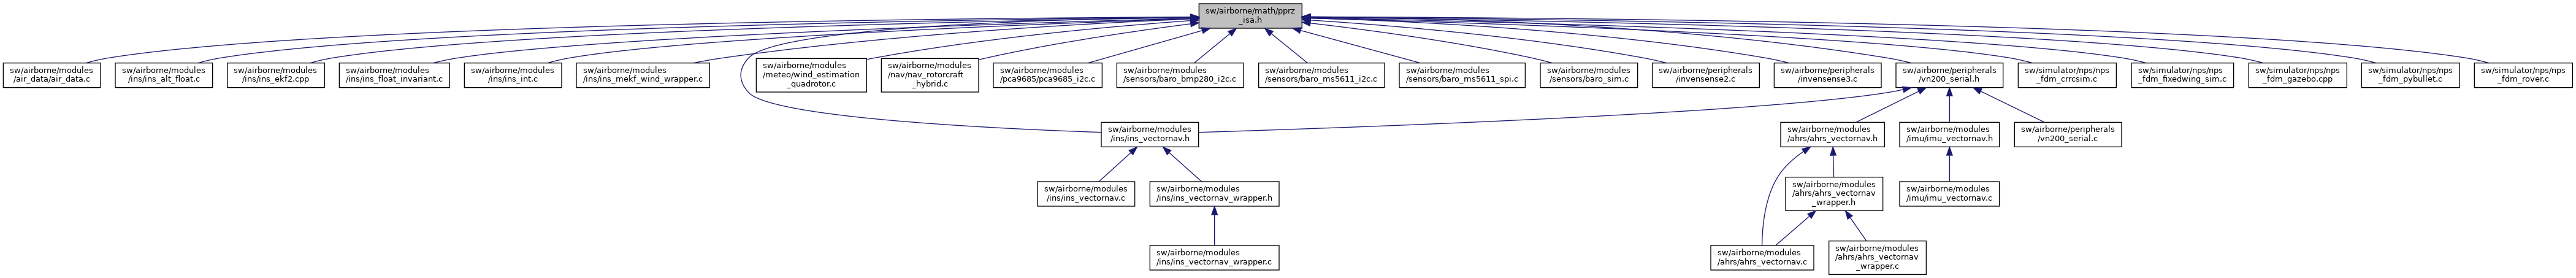 sw/airborne/math/pprz
_isa.h
sw/airborne/modules
/air_data/air_data.c
sw/airborne/modules
/ins/ins_alt_float.c
sw/airborne/modules
/ins/ins_ekf2.cpp
sw/airborne/modules
/ins/ins_float_invariant.c
sw/airborne/modules
/ins/ins_int.c
sw/airborne/modules
/ins/ins_mekf_wind_wrapper.c
sw/airborne/modules
/meteo/wind_estimation
_quadrotor.c
sw/airborne/modules
/nav/nav_rotorcraft
_hybrid.c
sw/airborne/modules
/pca9685/pca9685_i2c.c
sw/airborne/modules
/sensors/baro_bmp280_i2c.c
sw/airborne/modules
/sensors/baro_ms5611_i2c.c
sw/airborne/modules
/sensors/baro_ms5611_spi.c
sw/airborne/modules
/sensors/baro_sim.c
sw/airborne/peripherals
/invensense2.c
sw/airborne/peripherals
/invensense3.c
sw/airborne/peripherals
/vn200_serial.h
sw/simulator/nps/nps
_fdm_crrcsim.c
sw/simulator/nps/nps
_fdm_fixedwing_sim.c
sw/simulator/nps/nps
_fdm_gazebo.cpp
sw/simulator/nps/nps
_fdm_pybullet.c
sw/simulator/nps/nps
_fdm_rover.c
sw/airborne/modules
/ins/ins_vectornav.h
sw/airborne/modules
/ahrs/ahrs_vectornav.h
sw/airborne/modules
/imu/imu_vectornav.h
sw/airborne/peripherals
/vn200_serial.c
sw/airborne/modules
/ins/ins_vectornav.c
sw/airborne/modules
/ins/ins_vectornav_wrapper.h
sw/airborne/modules
/ahrs/ahrs_vectornav
_wrapper.h
sw/airborne/modules
/imu/imu_vectornav.c
sw/airborne/modules
/ins/ins_vectornav_wrapper.c
sw/airborne/modules
/ahrs/ahrs_vectornav.c
sw/airborne/modules
/ahrs/ahrs_vectornav
_wrapper.c